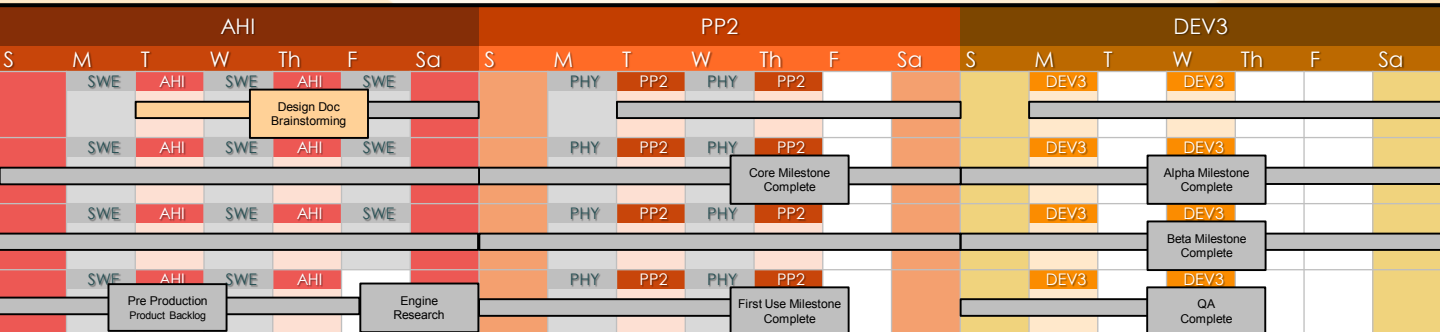 AHI PP2 DEV3
S M T W Th F Sa S M T W Th F Sa S M T W Th F Sa
SWE AHI SWE AHI SWE PHY PP2 PHY PP2 DEV3 DEV3
Design Doc
Brainstorming
SWE AHI SWE AHI SWE PHY PP2 PHY PP2 DEV3 DEV3
Core Milestone
Complete
Alpha Milestone
Complete
SWE AHI SWE AHI SWE PHY PP2 PHY PP2 DEV3 DEV3
Beta Milestone
Complete
SWE AHI SWE AHI PHY PP2 PHY PP2 DEV3 DEV3
Pre Production
Product Backlog
Engine
Research
First Use Milestone
Complete
QA
Complete